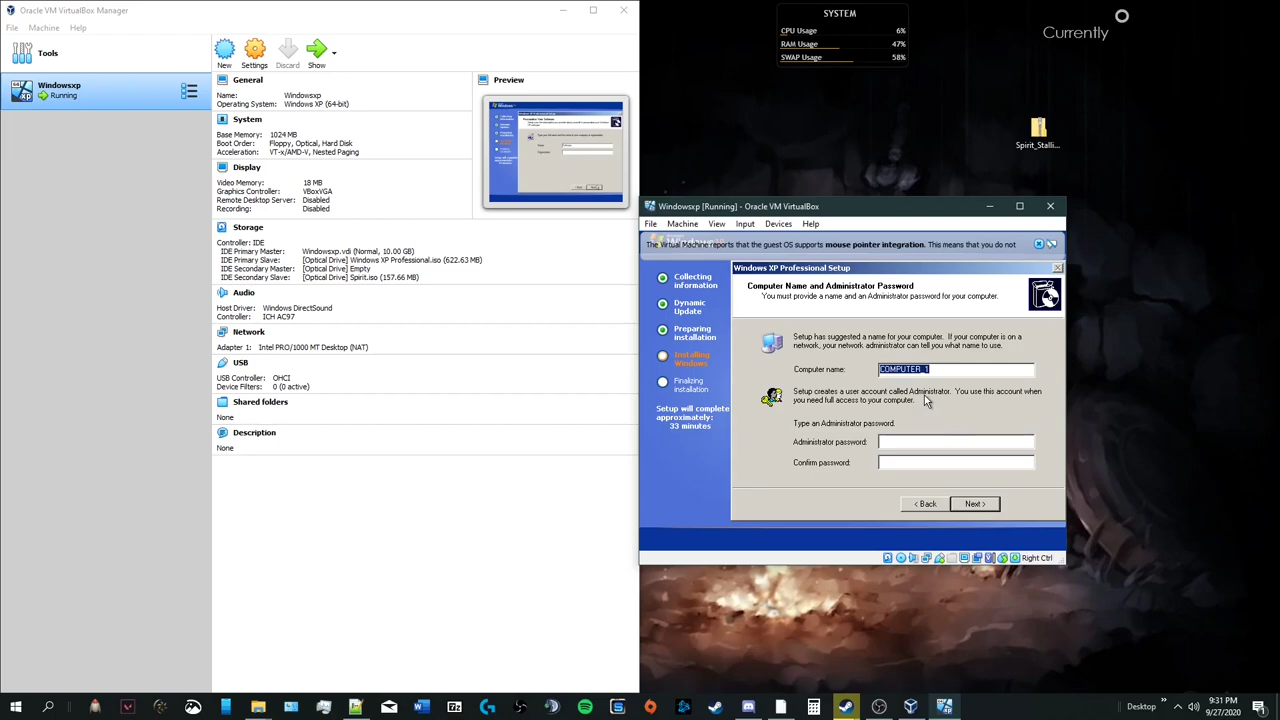 Oracle VM VirtualBox Manager
File Machine Help
Tools
New Settings Discard Show
Windowsxp
Running
General
Name: Windowsxp
Operating System: Windows XP (64-bit)
System
Base Memory: 1024 MB
Boot Order: Floppy, Optical, Hard Disk
Acceleration: VT-x/AMD-V, Nested Paging
Display
Video Memory: 18 MB
Graphics Controller: VBoxVGA
Remote Desktop Server: Disabled
Recording: Disabled
Storage
Controller: IDE
IDE Primary Master: Windowsxp.vdi (Normal, 10.00 GB)
IDE Primary Slave: [Optical Drive] Windows XP Professional.iso (622.63 MB)
IDE Secondary Master: [Optical Drive] Empty
IDE Secondary Slave: [Optical Drive] Spirit.iso (157.66 MB)
Audio
Host Driver: Windows DirectSound
Controller: ICH AC97
Network
Adapter 1: Intel PRO/1000 MT Desktop (NAT)
USB
USB Controller: OHCI
Device Filters: 0 (0 active)
Shared folders
None
Description
None
Preview
SYSTEM
CPU Usage 6%
RAM Usage 47%
SWAP Usage 58%
Currently
Spirit_Stalli...
Windowsxp [Running] - Oracle VM VirtualBox
File Machine View Input Devices Help
The Virtual Machine reports that the guest OS supports mouse pointer integration. This means that you do not
Collecting
information
Dynamic
Update
Preparing
installation
Installing
Windows
Finalizing
installation
Setup will complete
approximately:
33 minutes
Windows XP Professional Setup
Computer Name and Administrator Password
You must provide a name and an Administrator password for your computer.
Setup has suggested a name for your computer. If your computer is on a
network, your network administrator can tell you what name to use.
Computer name: COMPUTER_1
Setup creates a user account called Administrator. You use this account when
you need full access to your computer.
Type an Administrator password.
Administrator password:
Confirm password:
< Back Next >
Right Ctrl
Desktop
9:31 PM
9/27/2020